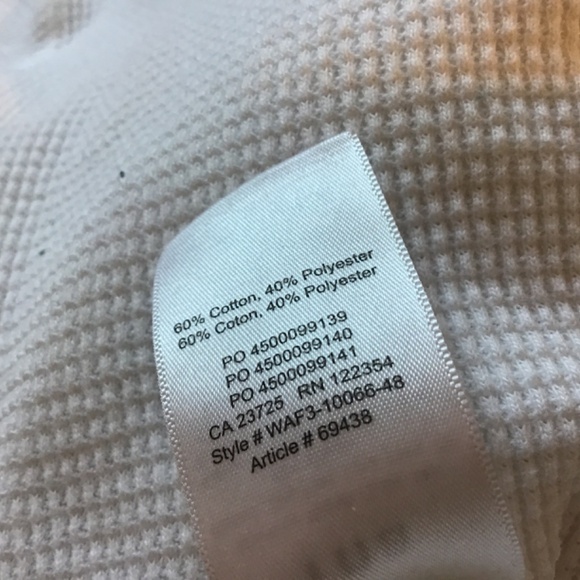 60% Cotton, 40% Polyester
60% Coton, 40% Polyester
PO 4500099139
PO 4500099140
PO 4500099141
CA 23725 RN 122354
Style # WAF3-10066-48
Article # 69438